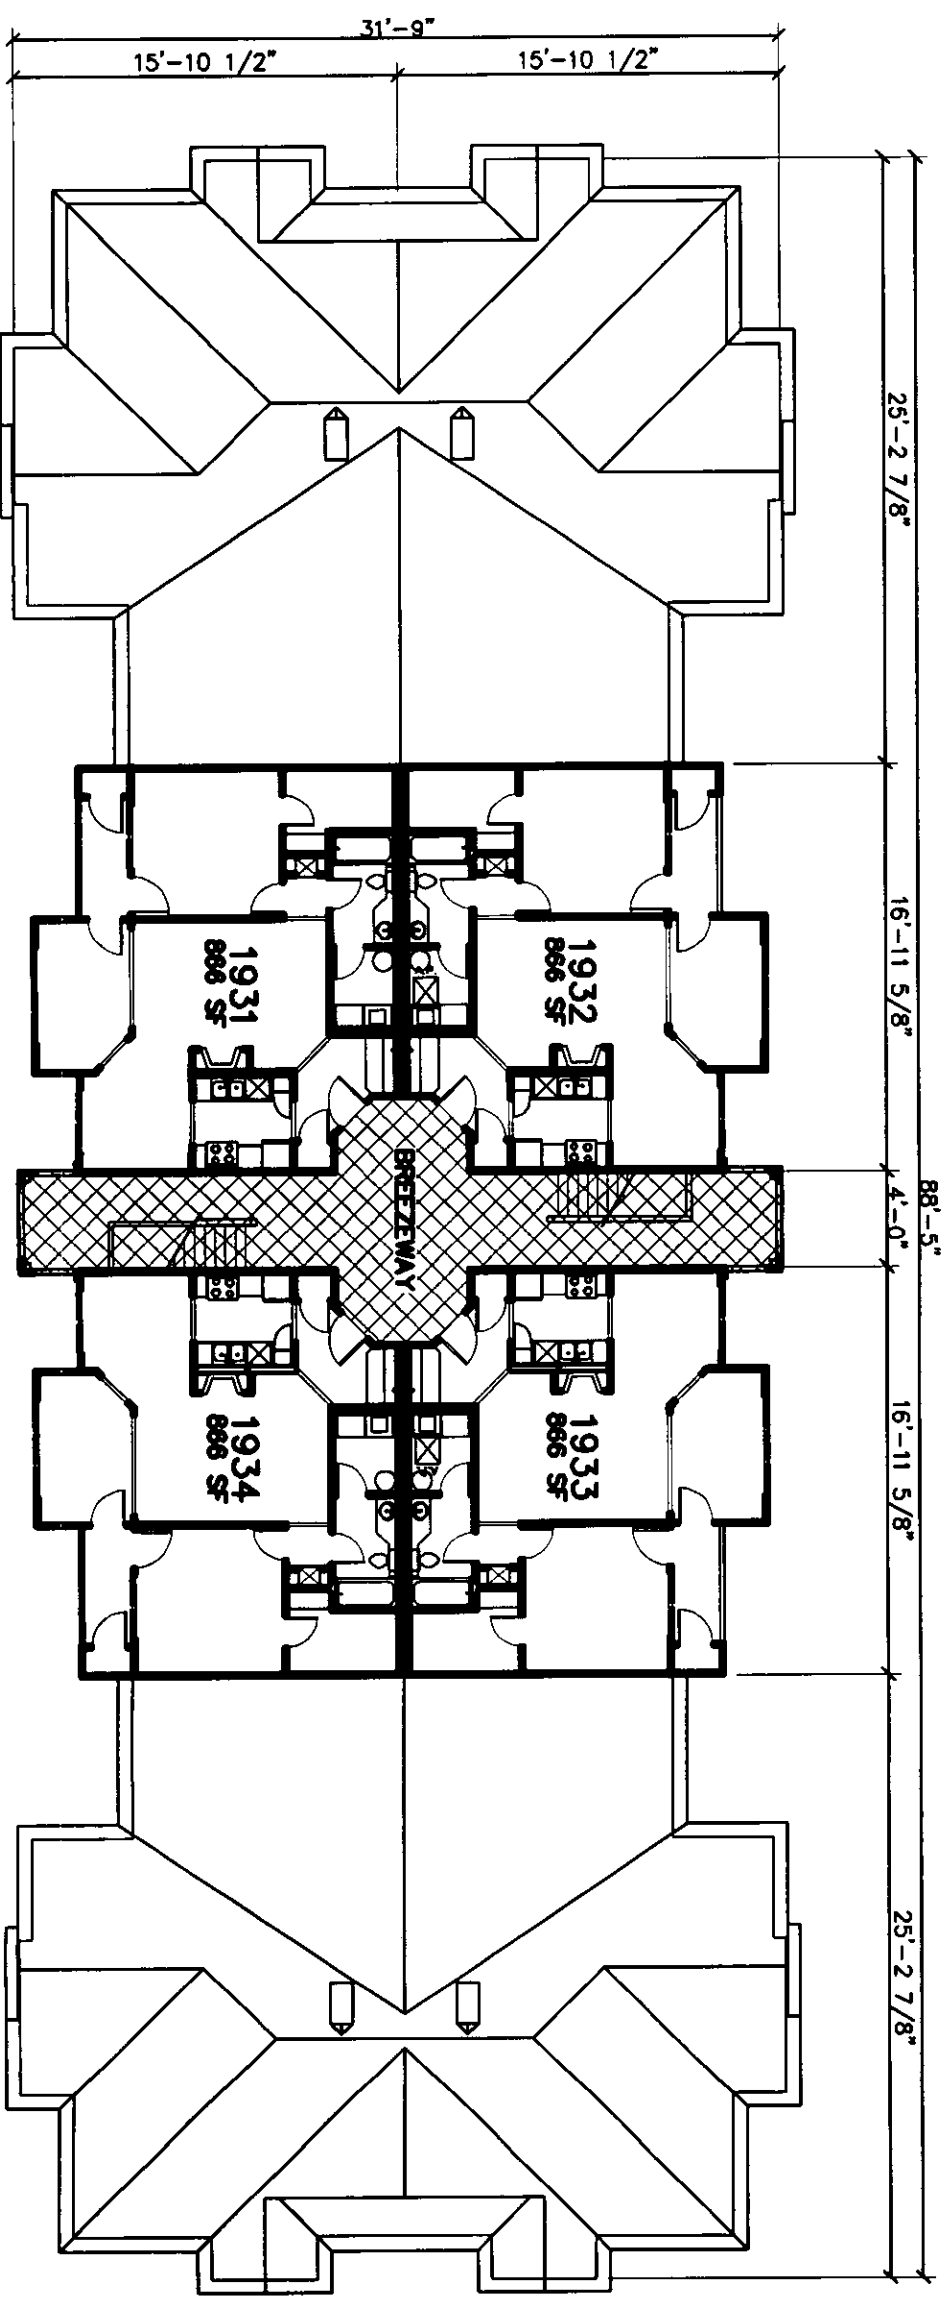 31'-9"
15'-10 1/2"
15'-10 1/2"
25'-2 7/8"
16'-11 5/8"
88'-5"
4'-0"
16'-11 5/8"
25'-2 7/8"
1932
866 SF
1931
866 SF
BREEZEWAY
1933
866 SF
1934
866 SF